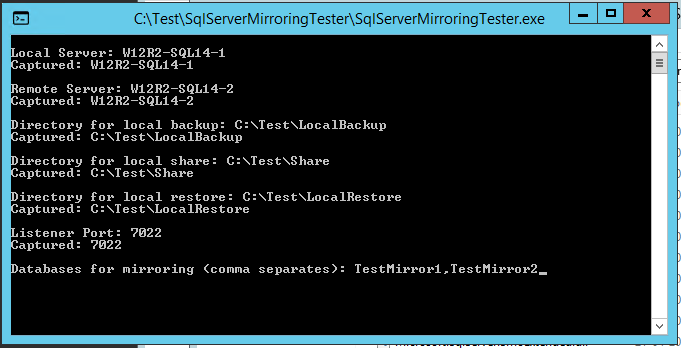 C:\Test\SqlServerMirroringTester\SqlServerMirroringTester.exe
Local Server: W12R2-SQL14-1
Captured: W12R2-SQL14-1
Remote Server: W12R2-SQL14-2
Captured: W12R2-SQL14-2
Directory for local backup: C:\Test\LocalBackup
Captured: C:\Test\LocalBackup
Directory for local share: C:\Test\Share
Captured: C:\Test\Share
Directory for local restore: C:\Test\LocalRestore
Captured: C:\Test\LocalRestore
Listener Port: 7022
Captured: 7022
Databases for mirroring (comma separates): TestMirror1,TestMirror2_